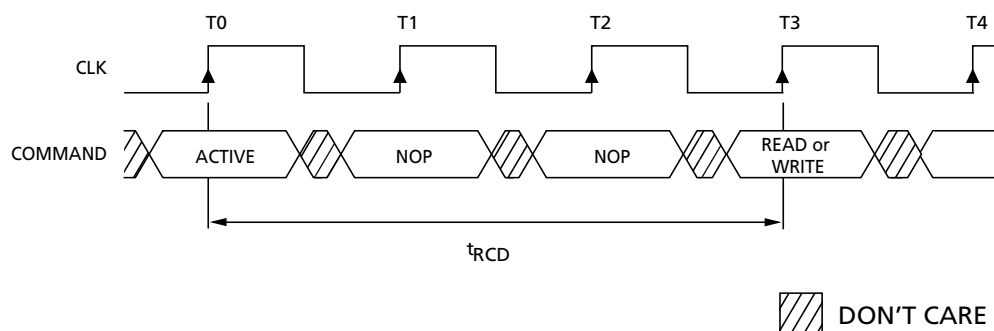 T0 T1 T2 T3 T4
CLK
COMMAND ACTIVE NOP NOP READ or
WRITE
tRCD
DON'T CARE